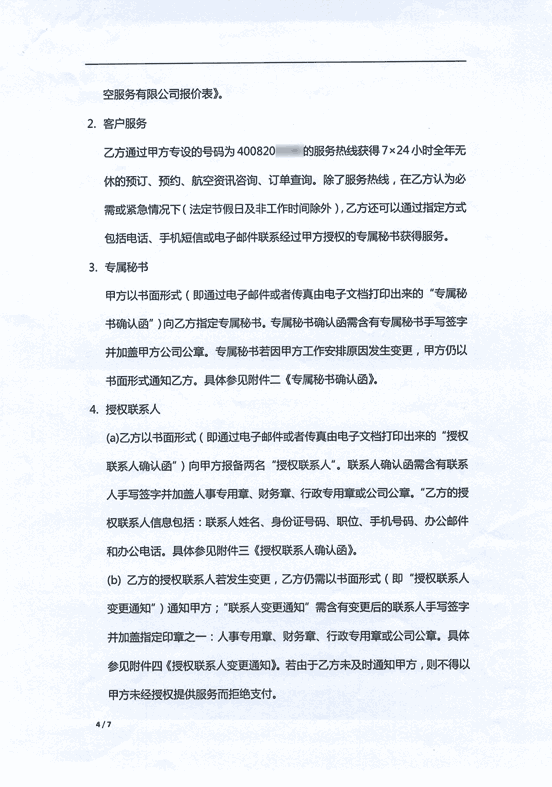 空服务有限公司报价表》。
2. 客户服务
乙方通过甲方专设的号码为 400820 的服务热线获得 7×24 小时全年无
休的预订、预约、航空资讯咨询、订单查询。除了服务热线，在乙方认为必
需或紧急情况下（法定节假日及非工作时间除外），乙方还可以通过指定方式
包括电话、手机短信或电子邮件联系经过甲方授权的专属秘书获得服务。
3. 专属秘书
甲方以书面形式（即通过电子邮件或者传真由电子文档打印出来的“专属秘
书确认函”）向乙方指定专属秘书。专属秘书确认函需含有专属秘书手写签字
并加盖甲方公司公章。专属秘书若因甲方工作安排原因发生变更，甲方仍以
书面形式通知乙方。具体参见附件二《专属秘书确认函》。
4. 授权联系人
(a)乙方以书面形式（即通过电子邮件或者传真由电子文档打印出来的“授权
联系人确认函”）向甲方报备两名“授权联系人”。联系人确认函需含有联系
人手写签字并加盖人事专用章、财务章、行政专用章或公司公章。“乙方的授
权联系人信息包括：联系人姓名、身份证号码、职位、手机号码、办公邮件
和办公电话。具体参见附件三《授权联系人确认函》。
(b) 乙方的授权联系人若发生变更，乙方仍需以书面形式（即“授权联系人
变更通知”）通知甲方；“联系人变更通知”需含有变更后的联系人手写签字
并加盖指定印章之一：人事专用章、财务章、行政专用章或公司公章。具体
参见附件四《授权联系人变更通知》。若由于乙方未及时通知甲方，则不得以
甲方未经授权提供服务而拒绝支付。
4 / 7